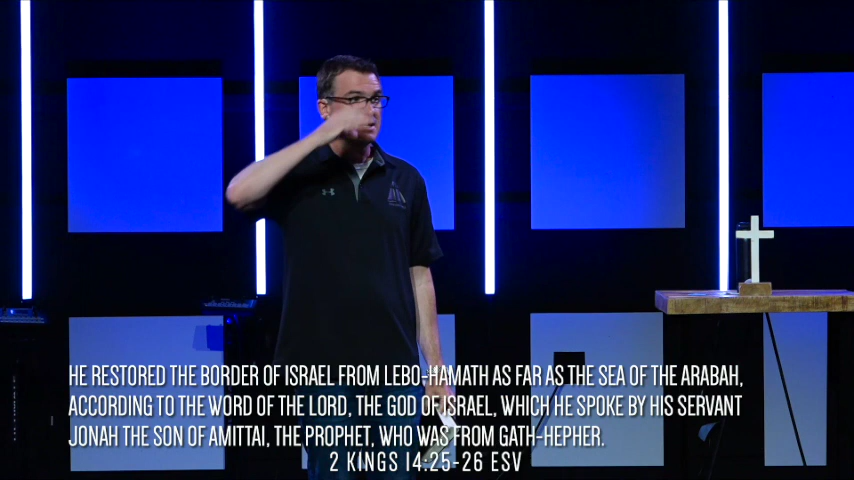 HE RESTORED THE BORDER OF ISRAEL FROM LEBO-HAMATH AS FAR AS THE SEA OF THE ARABAH,
ACCORDING TO THE WORD OF THE LORD, THE GOD OF ISRAEL, WHICH HE SPOKE BY HIS SERVANT
JONAH THE SON OF AMITTAI, THE PROPHET, WHO WAS FROM GATH-HEPHER.
2 KINGS 14:25-26 ESV